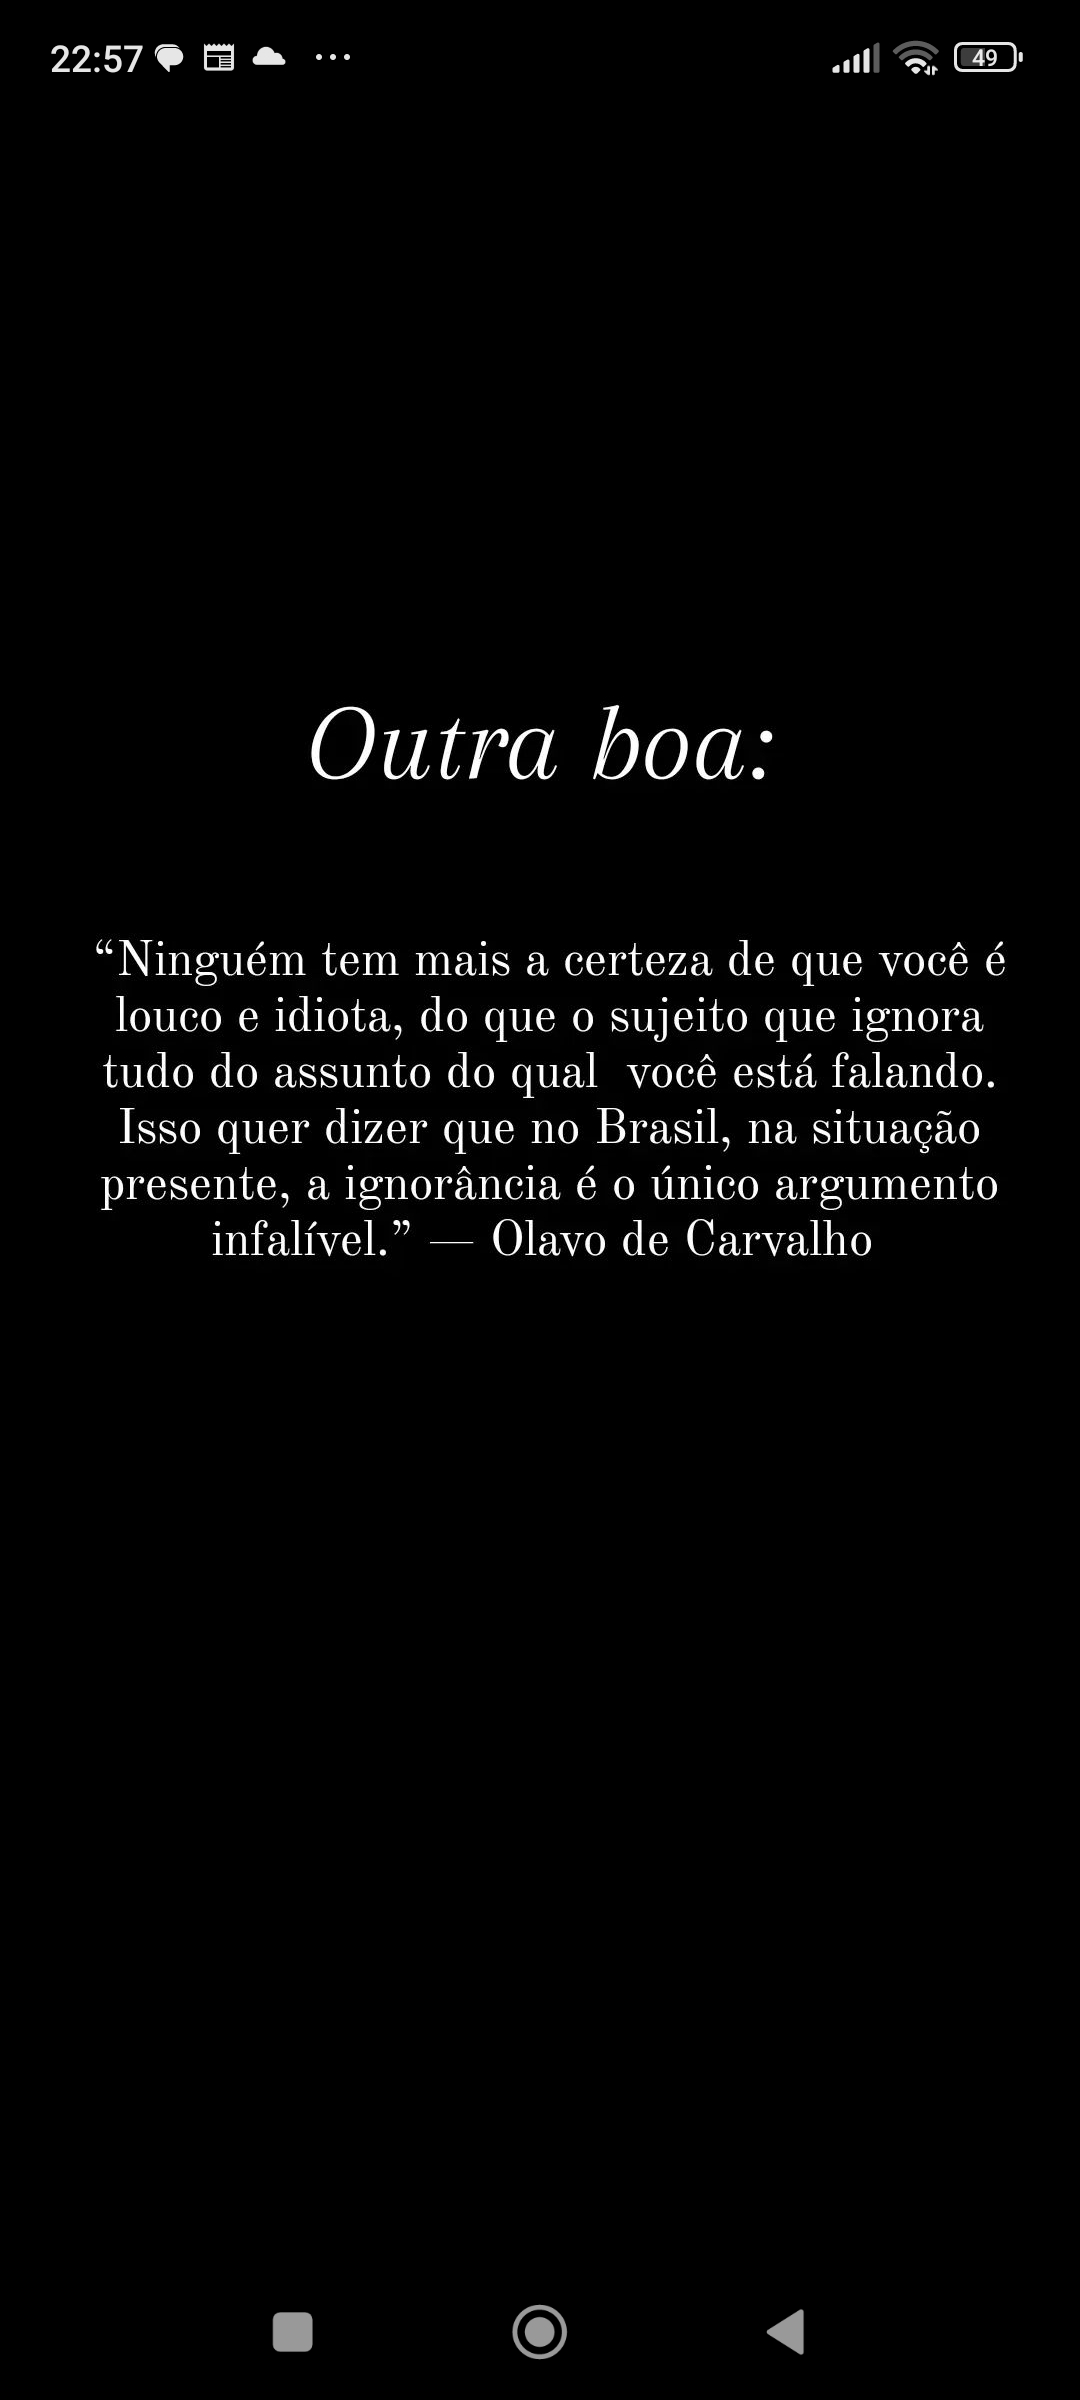 22:57
49
Outra boa:
“Ninguém tem mais a certeza de que você é
louco e idiota, do que o sujeito que ignora
tudo do assunto do qual  você está falando.
Isso quer dizer que no Brasil, na situação
presente, a ignorância é o único argumento
infalível.” — Olavo de Carvalho